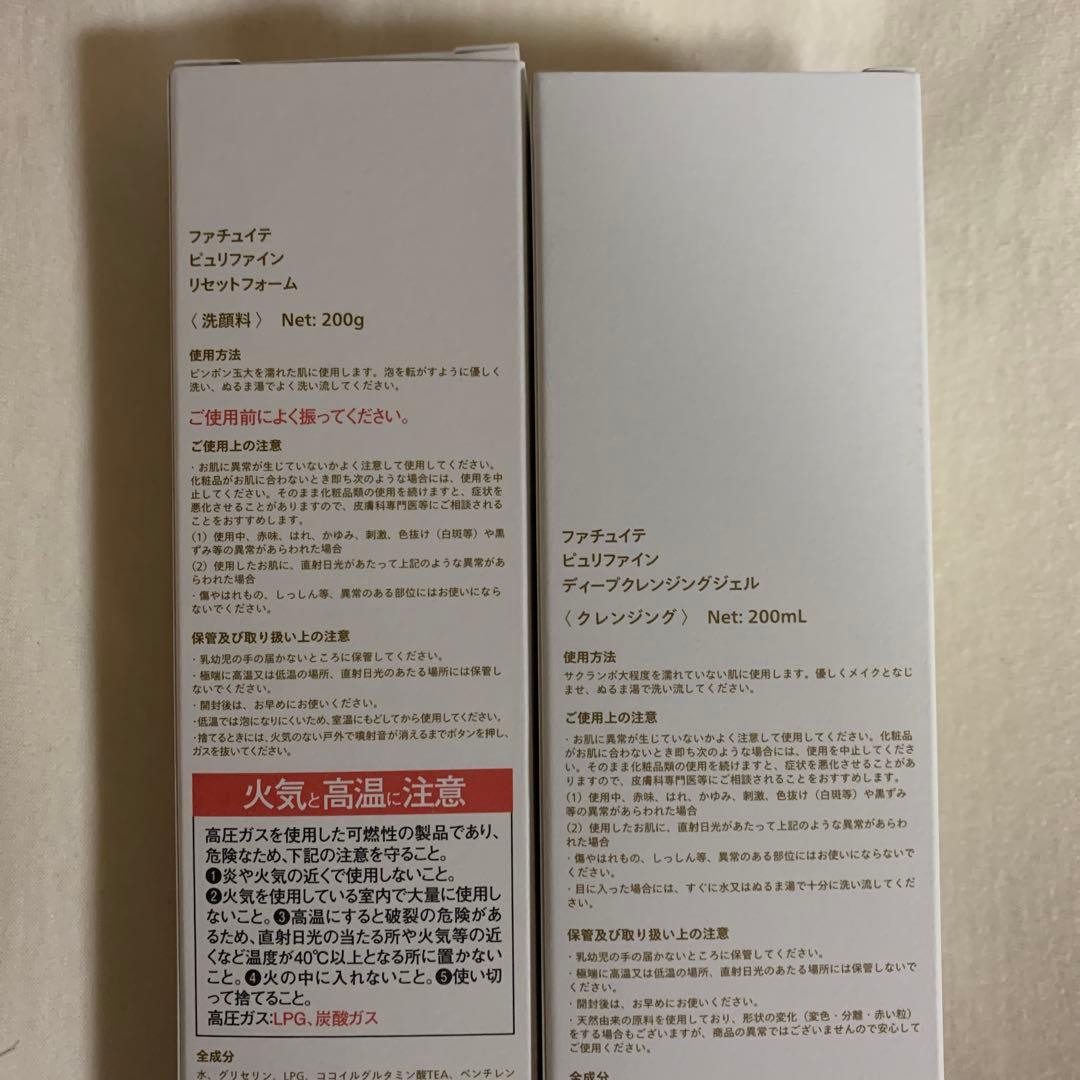 ファチュイテ
ピュリファイン
リセットフォーム
〈 洗顔料 〉 Net: 200g
使用方法
ピンポン玉大を濡れた肌に使用します。泡を転がすように優しく
洗い、ぬるま湯でよく洗い流してください。
ご使用前によく振ってください。
ご使用上の注意
・お肌に異常が生じていないかよく注意して使用してください。
化粧品がお肌に合わないとき即ち次のような場合には、使用を中
止してください。そのまま化粧品類の使用を続けますと、症状を
悪化させることがありますので、皮膚科専門医等にご相談される
ことをおすすめします。
（1）使用中、赤味、はれ、かゆみ、刺激、色抜け（白斑等）や黒
ずみ等の異常があらわれた場合
（2）使用したお肌に、直射日光があたって上記のような異常があ
らわれた場合
・傷やはれもの、しっしん等、異常のある部位にはお使いになら
ないでください。
保管及び取り扱い上の注意
・乳幼児の手の届かないところに保管してください。
・極端に高温又は低温の場所、直射日光のあたる場所には保管し
ないでください。
・開封後は、お早めにお使いください。
・低温では泡になりにくいため、室温にもどしてから使用してください。
・捨てるときには、火気のない戸外で噴射音が消えるまでボタンを押し、
ガスを抜いてください。
火気と高温に注意
高圧ガスを使用した可燃性の製品であり、
危険なため、下記の注意を守ること。
❶炎や火気の近くで使用しないこと。
❷火気を使用している室内で大量に使用し
ないこと。❸高温にすると破裂の危険があ
るため、直射日光の当たる所や火気等の近
くなど温度が40℃以上となる所に置かない
こと。❹火の中に入れないこと。❺使い切
って捨てること。
高圧ガス:LPG、炭酸ガス
全成分
水、グリセリン、LPG、ココイルグルタミン酸TEA、ペンチレン
ファチュイテ
ピュリファイン
ディープクレンジングジェル
〈 クレンジング 〉 Net: 200mL
使用方法
サクランボ大程度を濡れていない肌に使用します。優しくメイクとなじ
ませ、ぬるま湯で洗い流してください。
ご使用上の注意
・お肌に異常が生じていないかよく注意して使用してください。化粧品
がお肌に合わないとき即ち次のような場合には、使用を中止してくださ
い。そのまま化粧品類の使用を続けますと、症状を悪化させることがあ
りますので、皮膚科専門医等にご相談されることをおすすめします。
（1）使用中、赤味、はれ、かゆみ、刺激、色抜け（白斑等）や黒ずみ
等の異常があらわれた場合
（2）使用したお肌に、直射日光があたって上記のような異常があらわ
れた場合
・傷やはれもの、しっしん等、異常のある部位にはお使いにならないで
ください。
・目に入った場合には、すぐに水又はぬるま湯で十分に洗い流してくだ
さい。
保管及び取り扱い上の注意
・乳幼児の手の届かないところに保管してください。
・極端に高温又は低温の場所、直射日光のあたる場所には保管しないで
ください。
・開封後は、お早めにお使いください。
・天然由来の原料を使用しており、形状の変化（変色・分離・赤い粒）
をする場合もございますが、商品の異常ではございませんので安心して
ご使用ください。
全成分